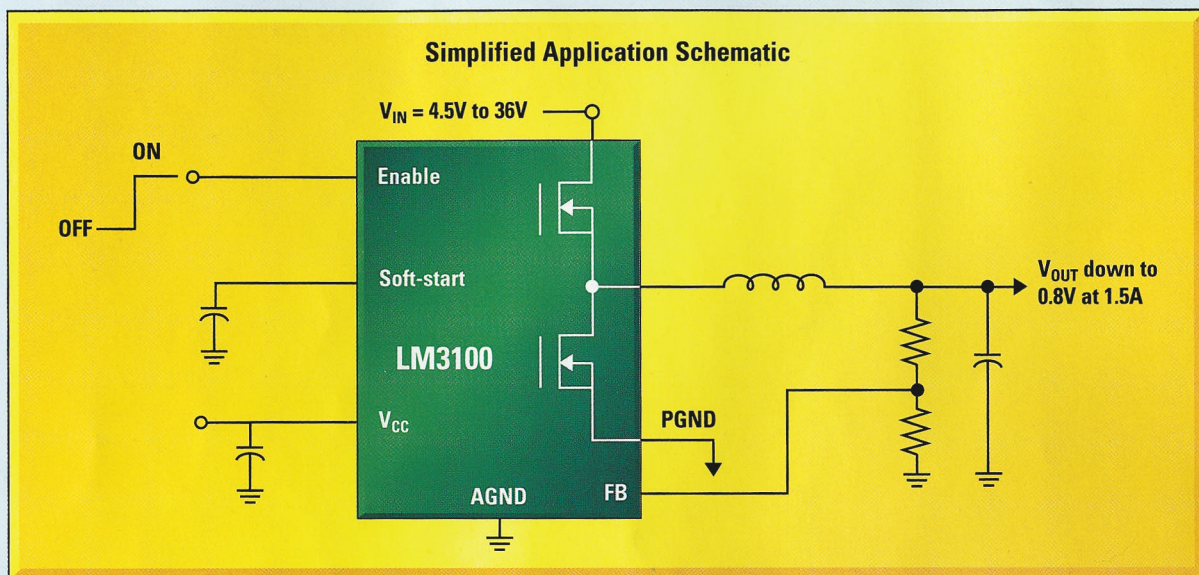 Simplified Application Schematic
V_IN = 4.5V to 36V
ON
OFF
Enable
Soft-start
LM3100
V_CC
AGND
FB
PGND
V_OUT down to
0.8V at 1.5A